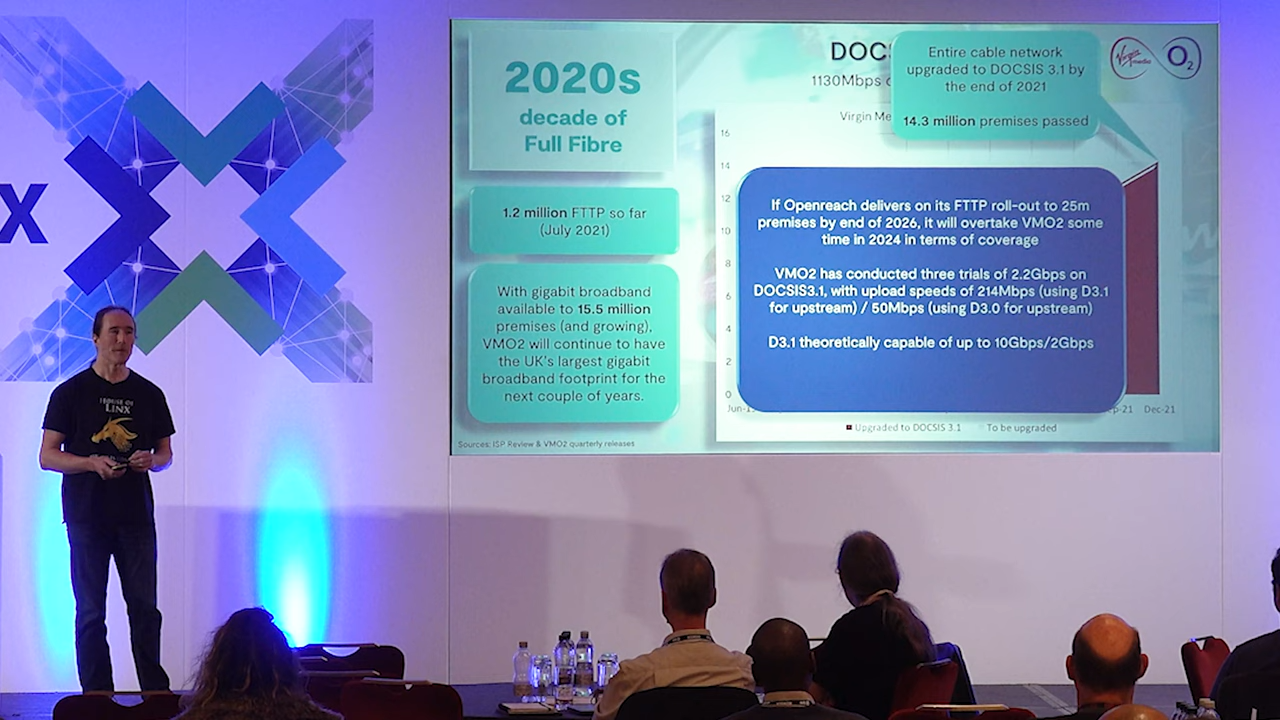 X
HOUSE OF
LINX
2020s
decade of
Full Fibre
1.2 million FTTP so far
(July 2021)
With gigabit broadband
available to 15.5 million
premises (and growing),
VMO2 will continue to have
the UK's largest gigabit
broadband footprint for the
next couple of years.
Sources: ISP Review & VMO2 quarterly releases
DOCS
1130Mbps
Virgin Me
Entire cable network
upgraded to DOCSIS 3.1 by
the end of 2021
14.3 million premises passed
Virgin media
O2
16
14
12
10
8
6
4
2
0
If Openreach delivers on its FTTP roll-out to 25m
premises by end of 2026, it will overtake VMO2 some
time in 2024 in terms of coverage
VMO2 has conducted three trials of 2.2Gbps on
DOCSIS3.1, with upload speeds of 214Mbps (using D3.1
for upstream) / 50Mbps (using D3.0 for upstream)
D3.1 theoretically capable of up to 10Gbps/2Gbps
Jun-1
ep-21 Dec-21
Upgraded to DOCSIS 3.1 To be upgraded